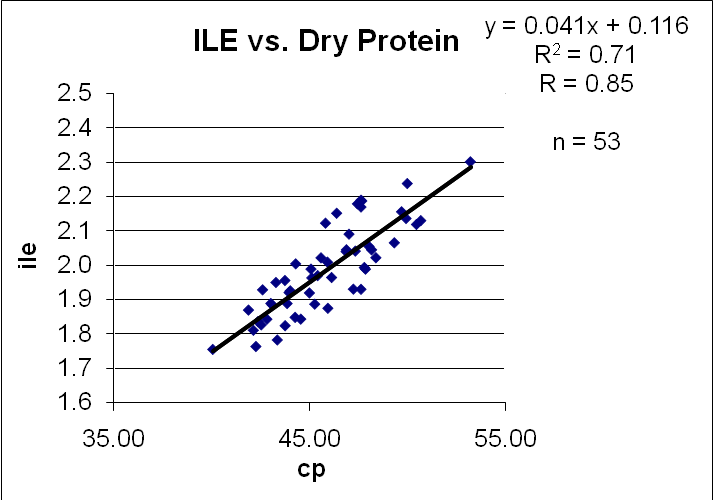 ILE vs. Dry Protein
y = 0.041x + 0.116
R² = 0.71
R = 0.85
n = 53
2.5
2.4
2.3
2.2
2.1
2.0
1.9
1.8
1.7
1.6
ile
35.00 45.00 55.00
cp